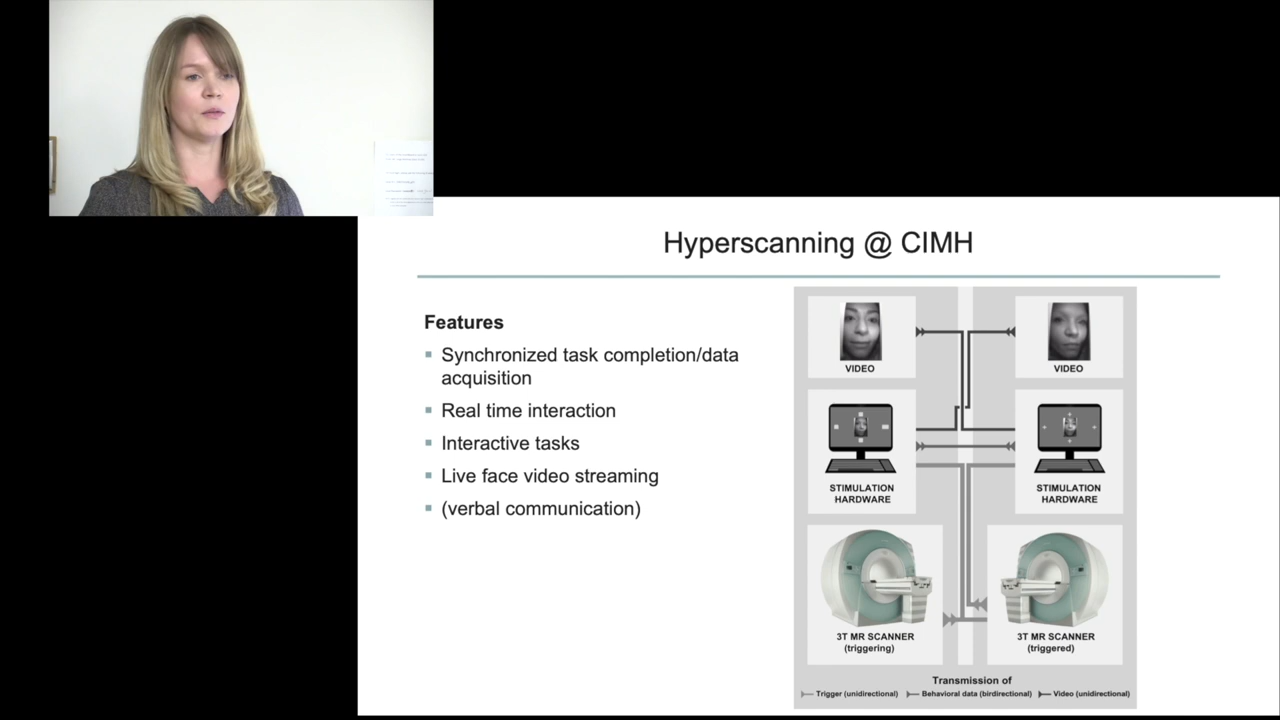 Hyperscanning @ CIMH
Features
Synchronized task completion/data
acquisition
Real time interaction
Interactive tasks
Live face video streaming
(verbal communication)
VIDEO
VIDEO
STIMULATION
HARDWARE
STIMULATION
HARDWARE
3T MR SCANNER
(triggering)
3T MR SCANNER
(triggered)
Transmission of
Trigger (unidirectional)
Behavioral data (birdirectional)
Video (unidirectional)